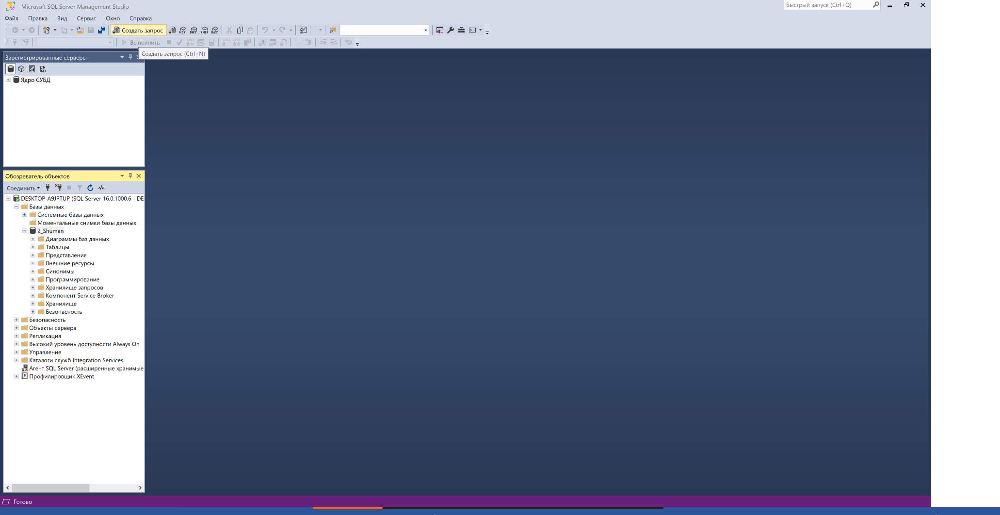 Microsoft SQL Server Management Studio
Быстрый запуск (Ctrl+Q)
Файл Правка Вид Сервис Окно Справка
Создать запрос MDX DMX XMLA DAX
Выполнить
Создать запрос (Ctrl+N)
Зарегистрированные серверы
Ядро СУБД
Обозреватель объектов
Соединить
DESKTOP-A9JPTUP (SQL Server 16.0.1000.6 - DE
Базы данных
Системные базы данных
Моментальные снимки базы данных
2_Shuman
Диаграммы баз данных
Таблицы
Представления
Внешние ресурсы
Синонимы
Программирование
Хранилище запросов
Компонент Service Broker
Хранилище
Безопасность
Безопасность
Объекты сервера
Репликация
Высокий уровень доступности Always On
Управление
Каталоги служб Integration Services
Агент SQL Server (расширенные хранимые
Профилировщик XEvent
Готово